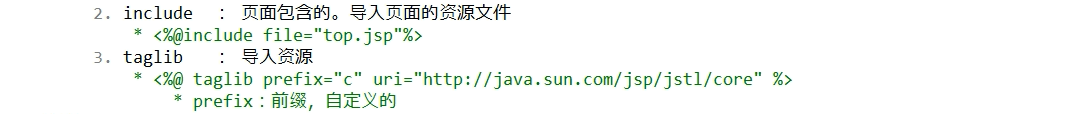 2. include : 页面包含的。导入页面的资源文件
* <%@include file="top.jsp"%>
3. taglib : 导入资源
* <%@ taglib prefix="c" uri="http://java.sun.com/jsp/jstl/core" %>
* prefix：前缀，自定义的